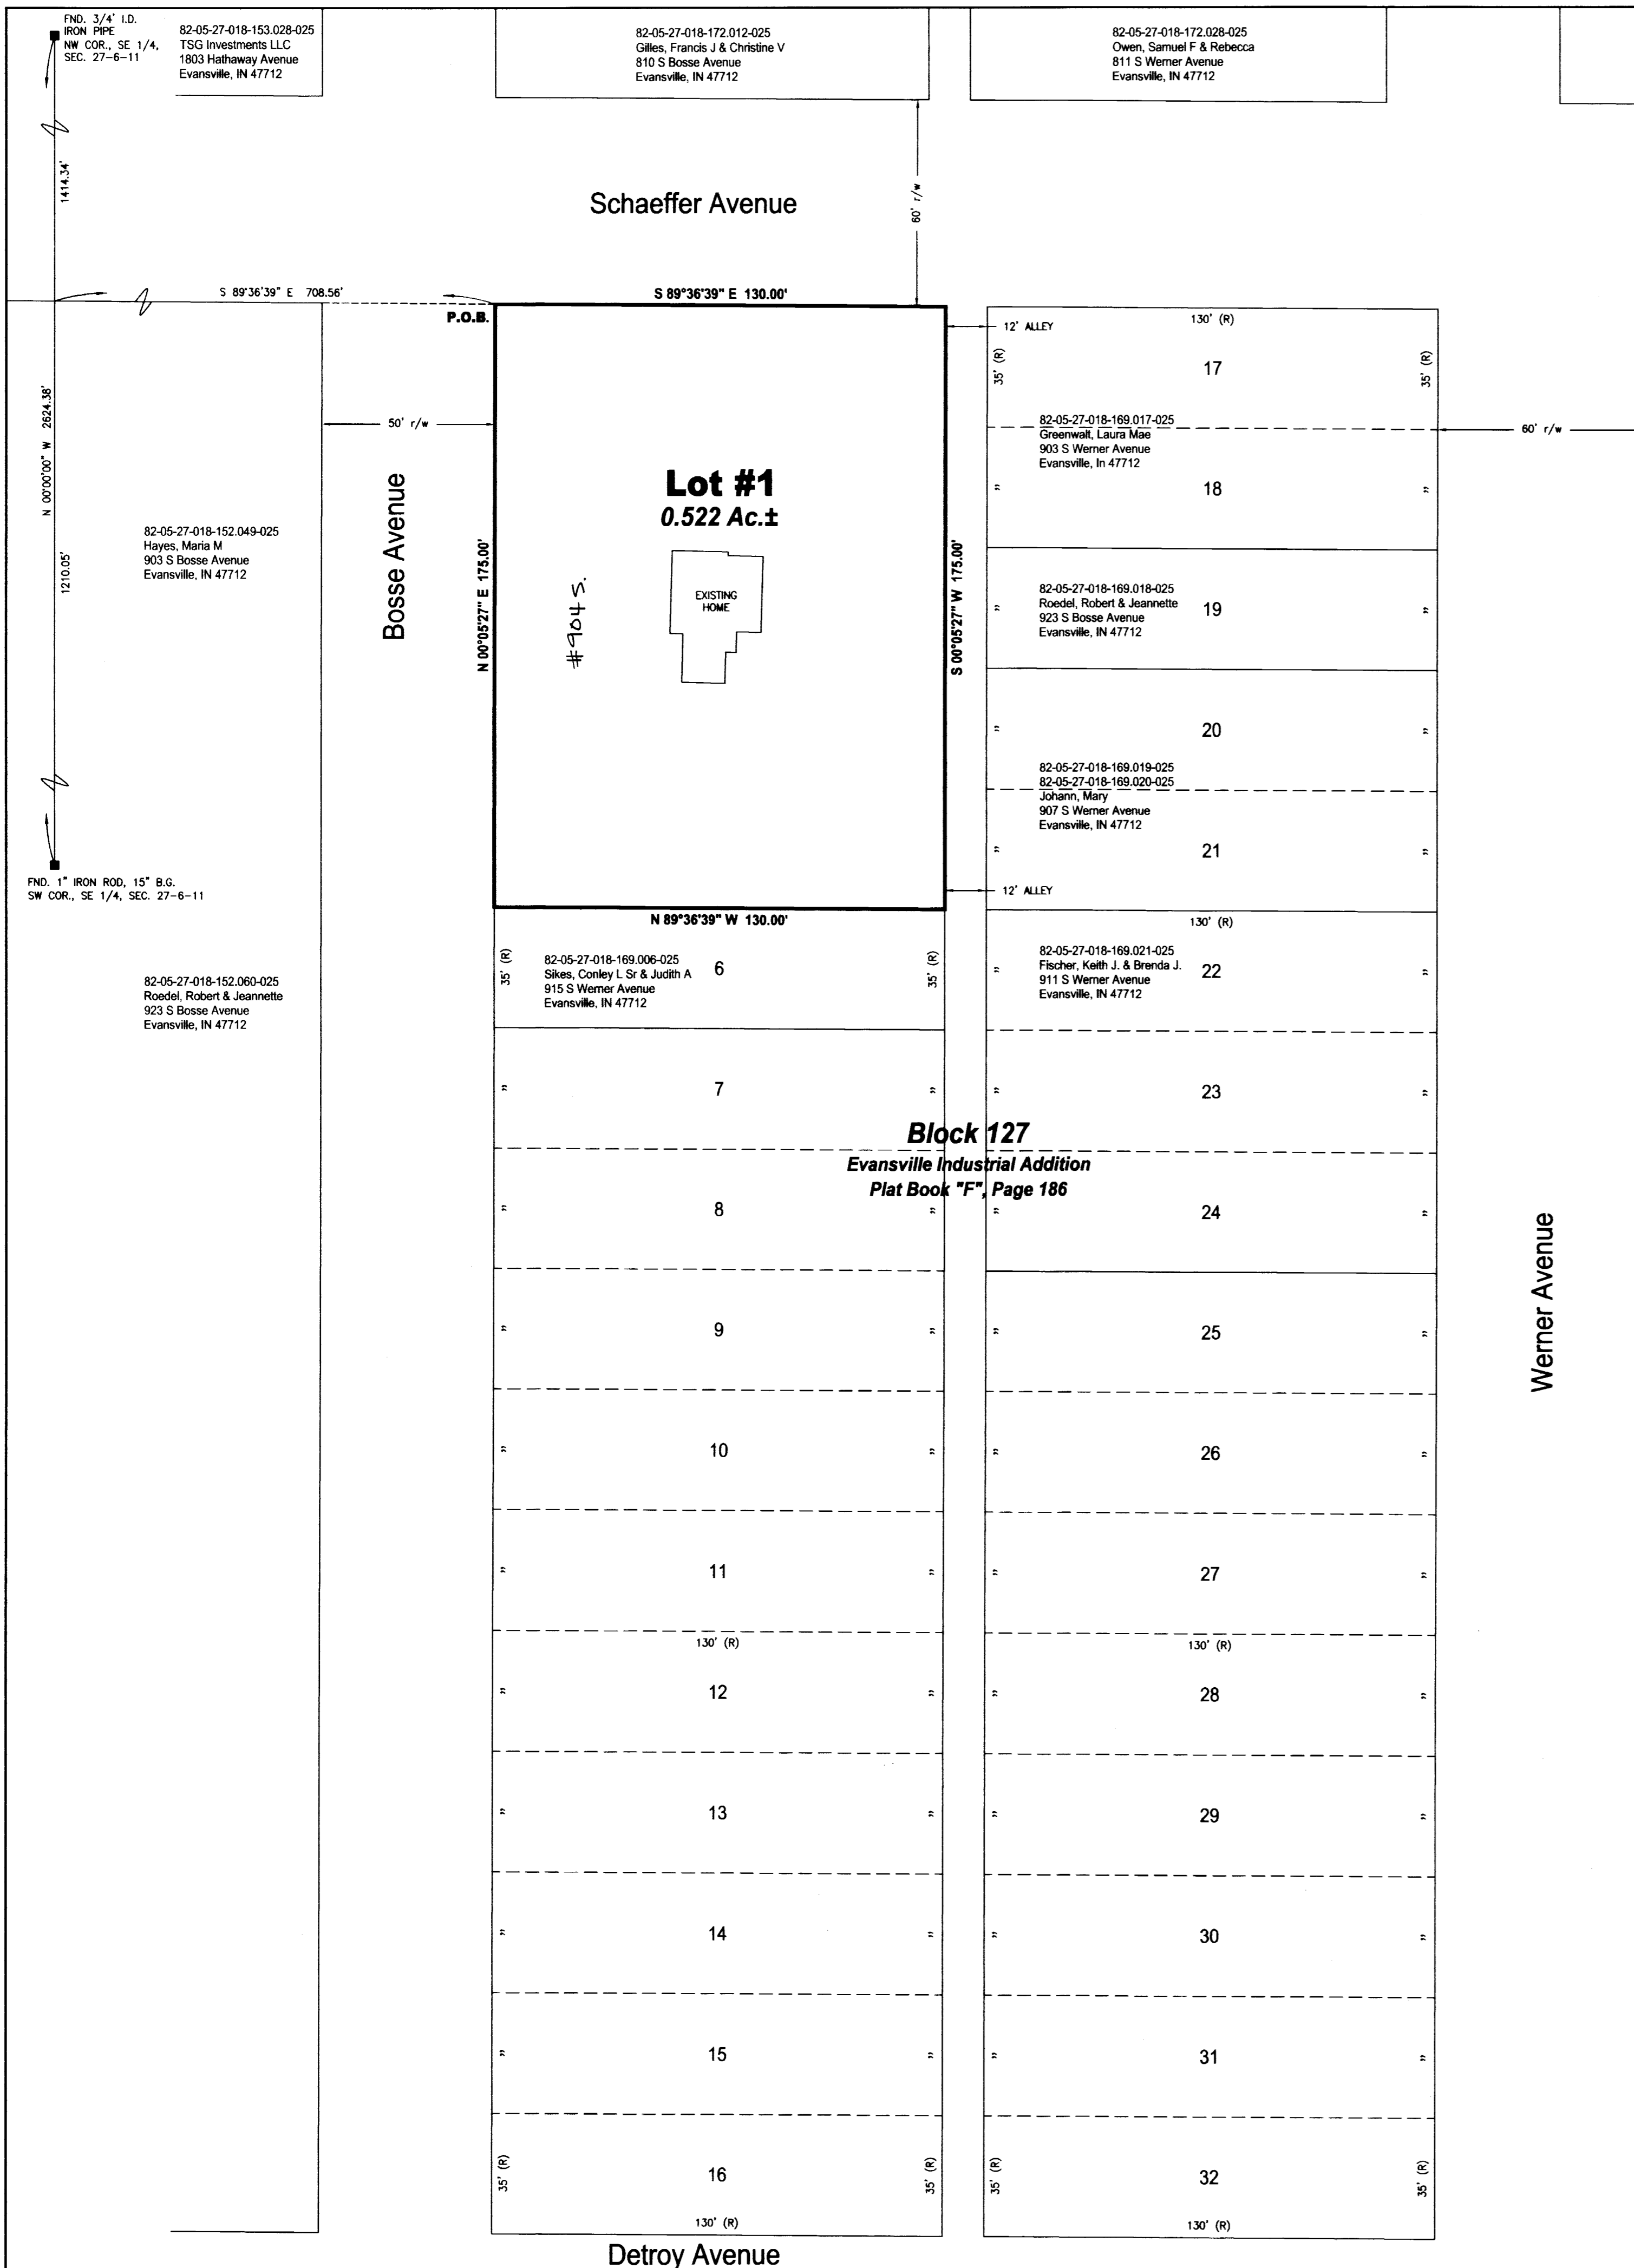 FND. 3/4' I.D.
IRON PIPE
NW COR., SE 1/4,
SEC. 27-6-11
82-05-27-018-153.028-025
TSG Investments LLC
1803 Hathaway Avenue
Evansville, IN 47712
82-05-27-018-172.012-025
Gilles, Francis J & Christine V
810 S Bosse Avenue
Evansville, IN 47712
82-05-27-018-172.028-025
Owen, Samuel F & Rebecca
811 S Werner Avenue
Evansville, IN 47712
1414.34'
Schaeffer Avenue
60' r/w
S 89°36'39" E 708.56'
S 89°36'39" E 130.00'
P.O.B.
12' ALLEY
130' (R)
35' (R)
17
35' (R)
N 00°00'00" W 2624.38'
50' r/w
82-05-27-018-169.017-025
Greenwalt, Laura Mae
903 S Werner Avenue
Evansville, In 47712
60' r/w
Lot #1
0.522 Ac.±
" 18 "
Bosse Avenue
82-05-27-018-152.049-025
Hayes, Maria M
903 S Bosse Avenue
Evansville, IN 47712
1210.05'
N 00°05'27" E 175.00'
#904 S.
EXISTING
HOME
S 00°05'27" W 175.00'
82-05-27-018-169.018-025
Roedel, Robert & Jeannette
923 S Bosse Avenue
Evansville, IN 47712
" 19 "
" 20 "
82-05-27-018-169.019-025
82-05-27-018-169.020-025
Johann, Mary
907 S Werner Avenue
Evansville, IN 47712
" 21 "
FND. 1" IRON ROD, 15" B.G.
SW COR., SE 1/4, SEC. 27-6-11
12' ALLEY
N 89°36'39" W 130.00'
130' (R)
35' (R)
82-05-27-018-169.006-025
Sikes, Conley L Sr & Judith A
915 S Werner Avenue
Evansville, IN 47712
6
35' (R)
82-05-27-018-169.021-025
Fischer, Keith J. & Brenda J.
911 S Werner Avenue
Evansville, IN 47712
" 22 "
82-05-27-018-152.060-025
Roedel, Robert & Jeannette
923 S Bosse Avenue
Evansville, IN 47712
" 7 " " 23 "
Block 127
Evansville Industrial Addition
Plat Book "F", Page 186
" 8 " " 24 "
Werner Avenue
" 9 " " 25 "
" 10 " " 26 "
" 11 " " 27 "
130' (R) 130' (R)
" 12 " " 28 "
" 13 " " 29 "
" 14 " " 30 "
" 15 " " 31 "
35' (R) 16 35' (R) 35' (R) 32 35' (R)
130' (R) 130' (R)
Detroy Avenue